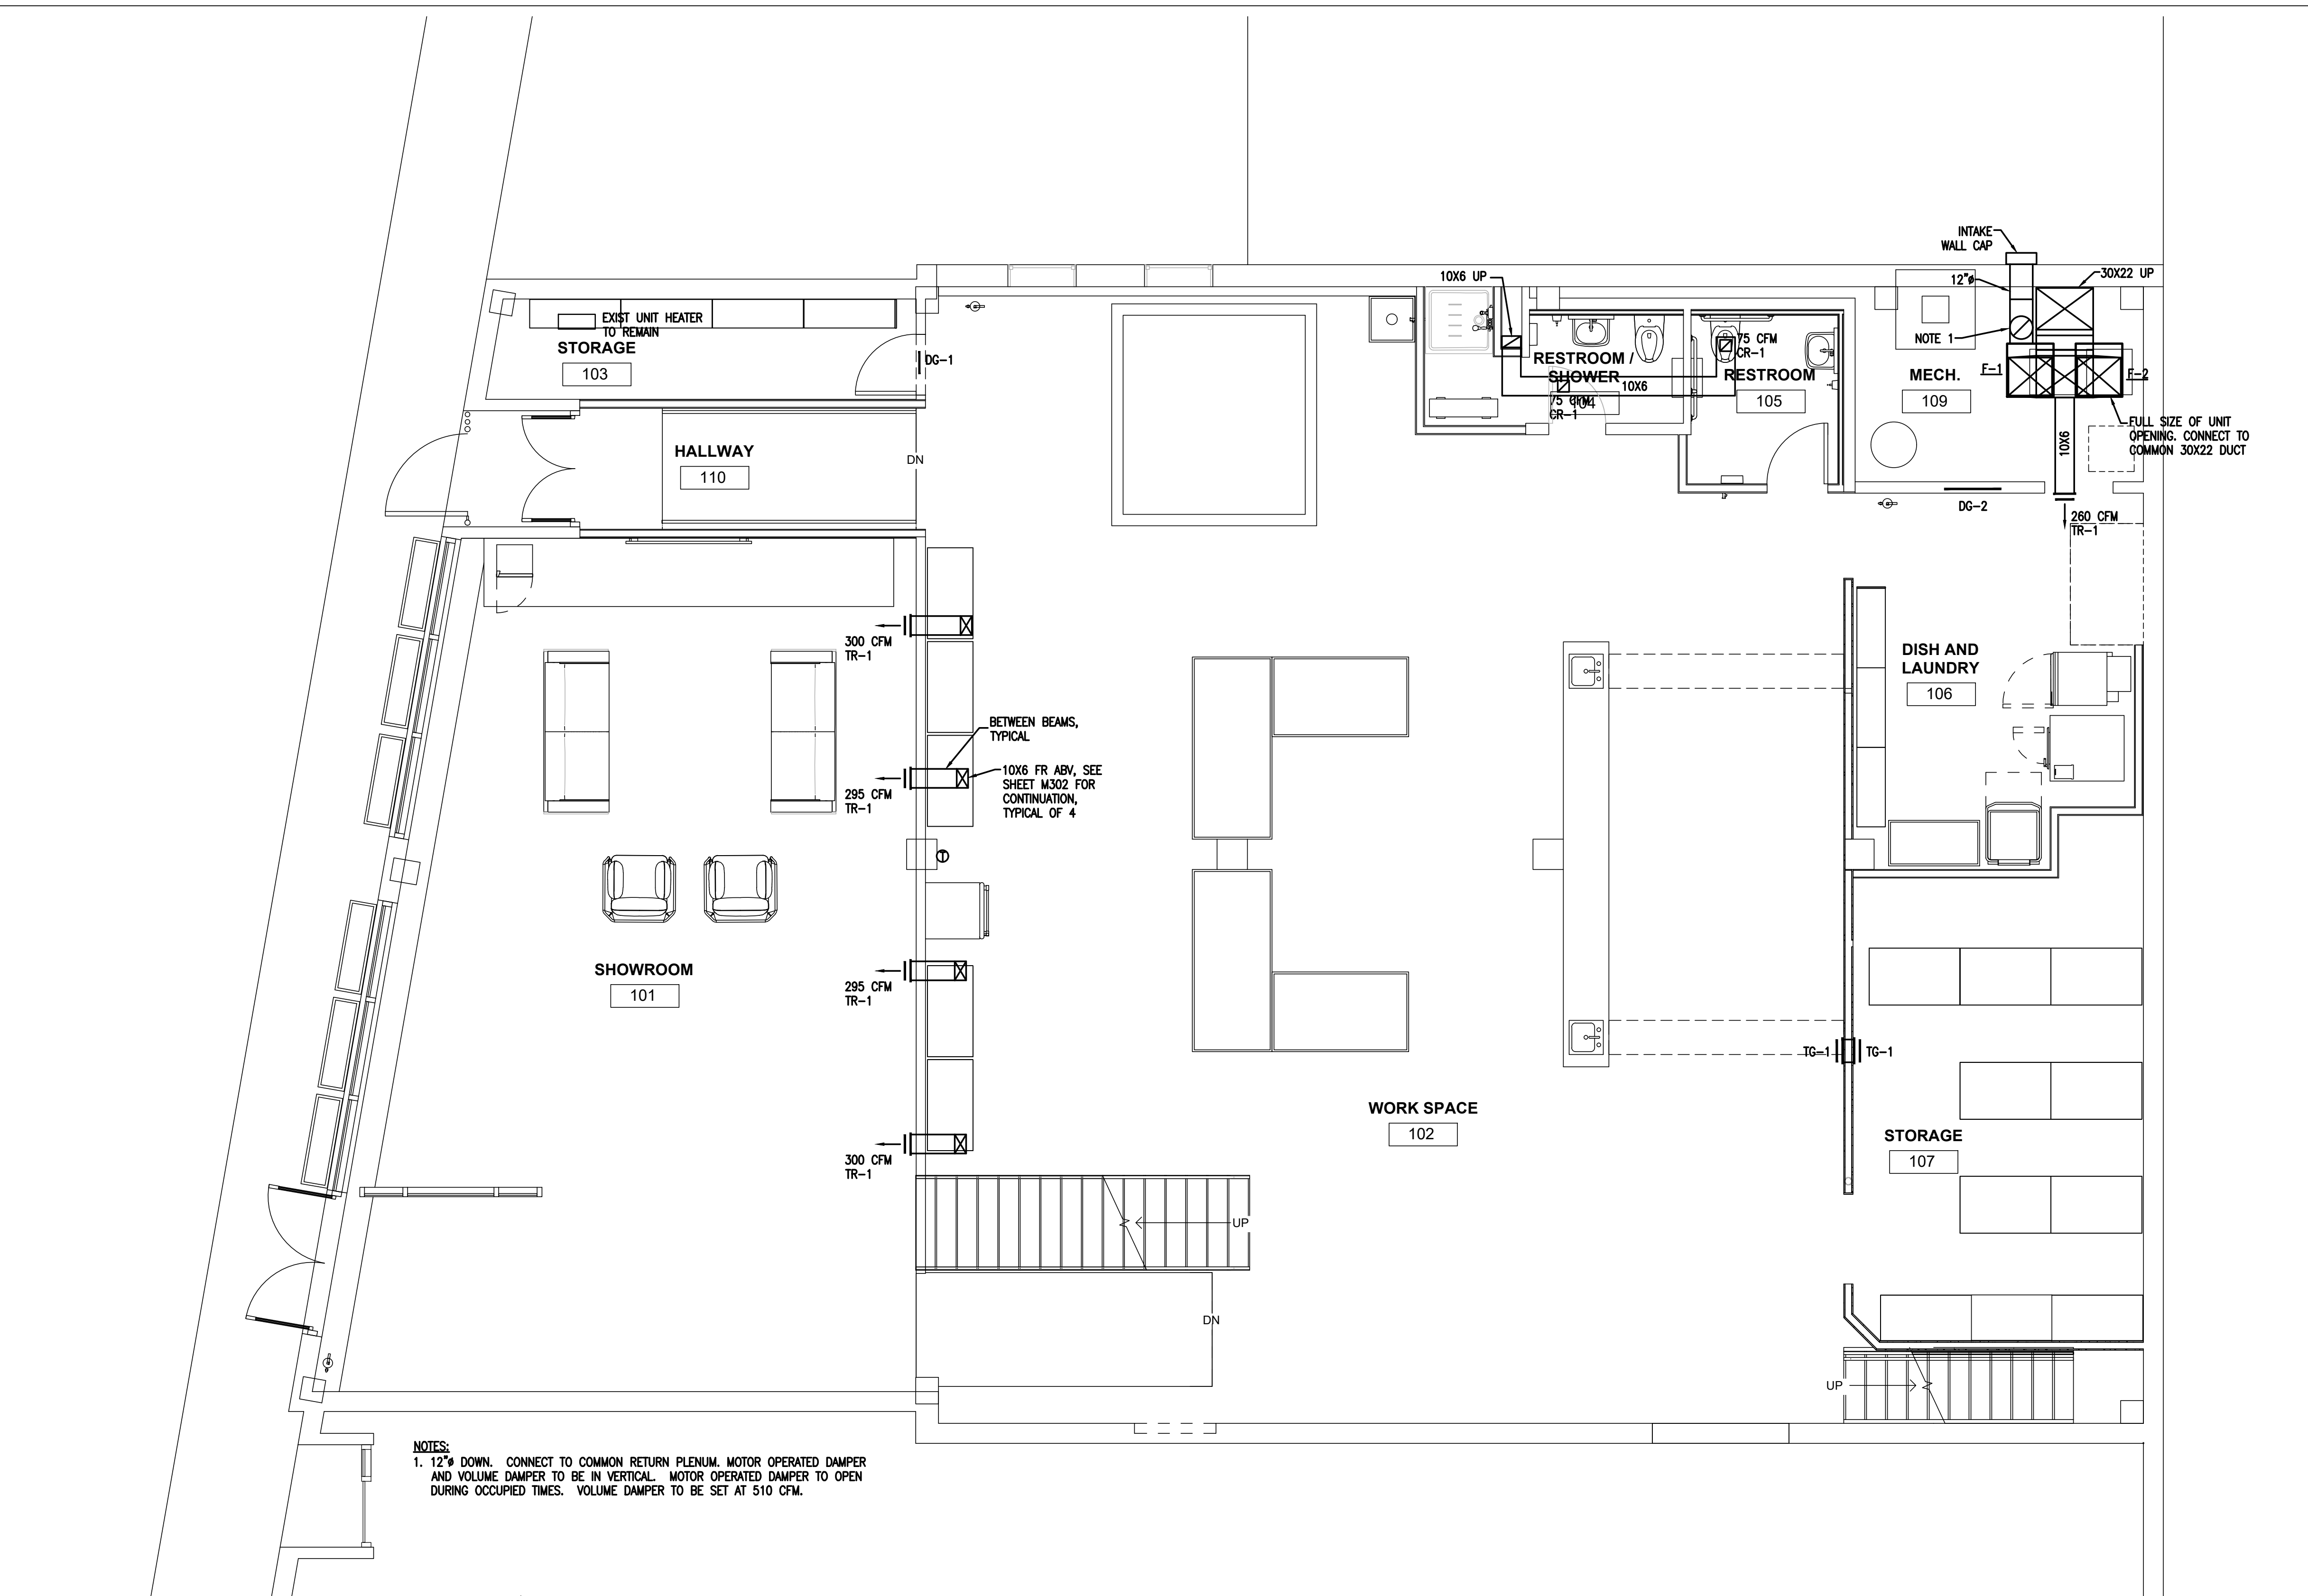 INTAKE
WALL CAP
10X6 UP
12"ø
30X22 UP
EXIST UNIT HEATER
TO REMAIN
STORAGE
103
DG-1
NOTE 1
75 CFM
CR-1
RESTROOM /
SHOWER
104
10X6
75 CFM
CR-1
RESTROOM
105
MECH.
109
F-1
F-2
FULL SIZE OF UNIT
OPENING. CONNECT TO
COMMON 30X22 DUCT
10X6
HALLWAY
110
DN
DG-2
260 CFM
TR-1
300 CFM
TR-1
DISH AND
LAUNDRY
106
BETWEEN BEAMS,
TYPICAL
10X6 FR ABV, SEE
SHEET M302 FOR
CONTINUATION,
TYPICAL OF 4
295 CFM
TR-1
T
SHOWROOM
101
295 CFM
TR-1
TG-1
TG-1
WORK SPACE
102
STORAGE
107
300 CFM
TR-1
UP
DN
UP
NOTES:
1. 12"ø DOWN. CONNECT TO COMMON RETURN PLENUM. MOTOR OPERATED DAMPER
AND VOLUME DAMPER TO BE IN VERTICAL. MOTOR OPERATED DAMPER TO OPEN
DURING OCCUPIED TIMES. VOLUME DAMPER TO BE SET AT 510 CFM.